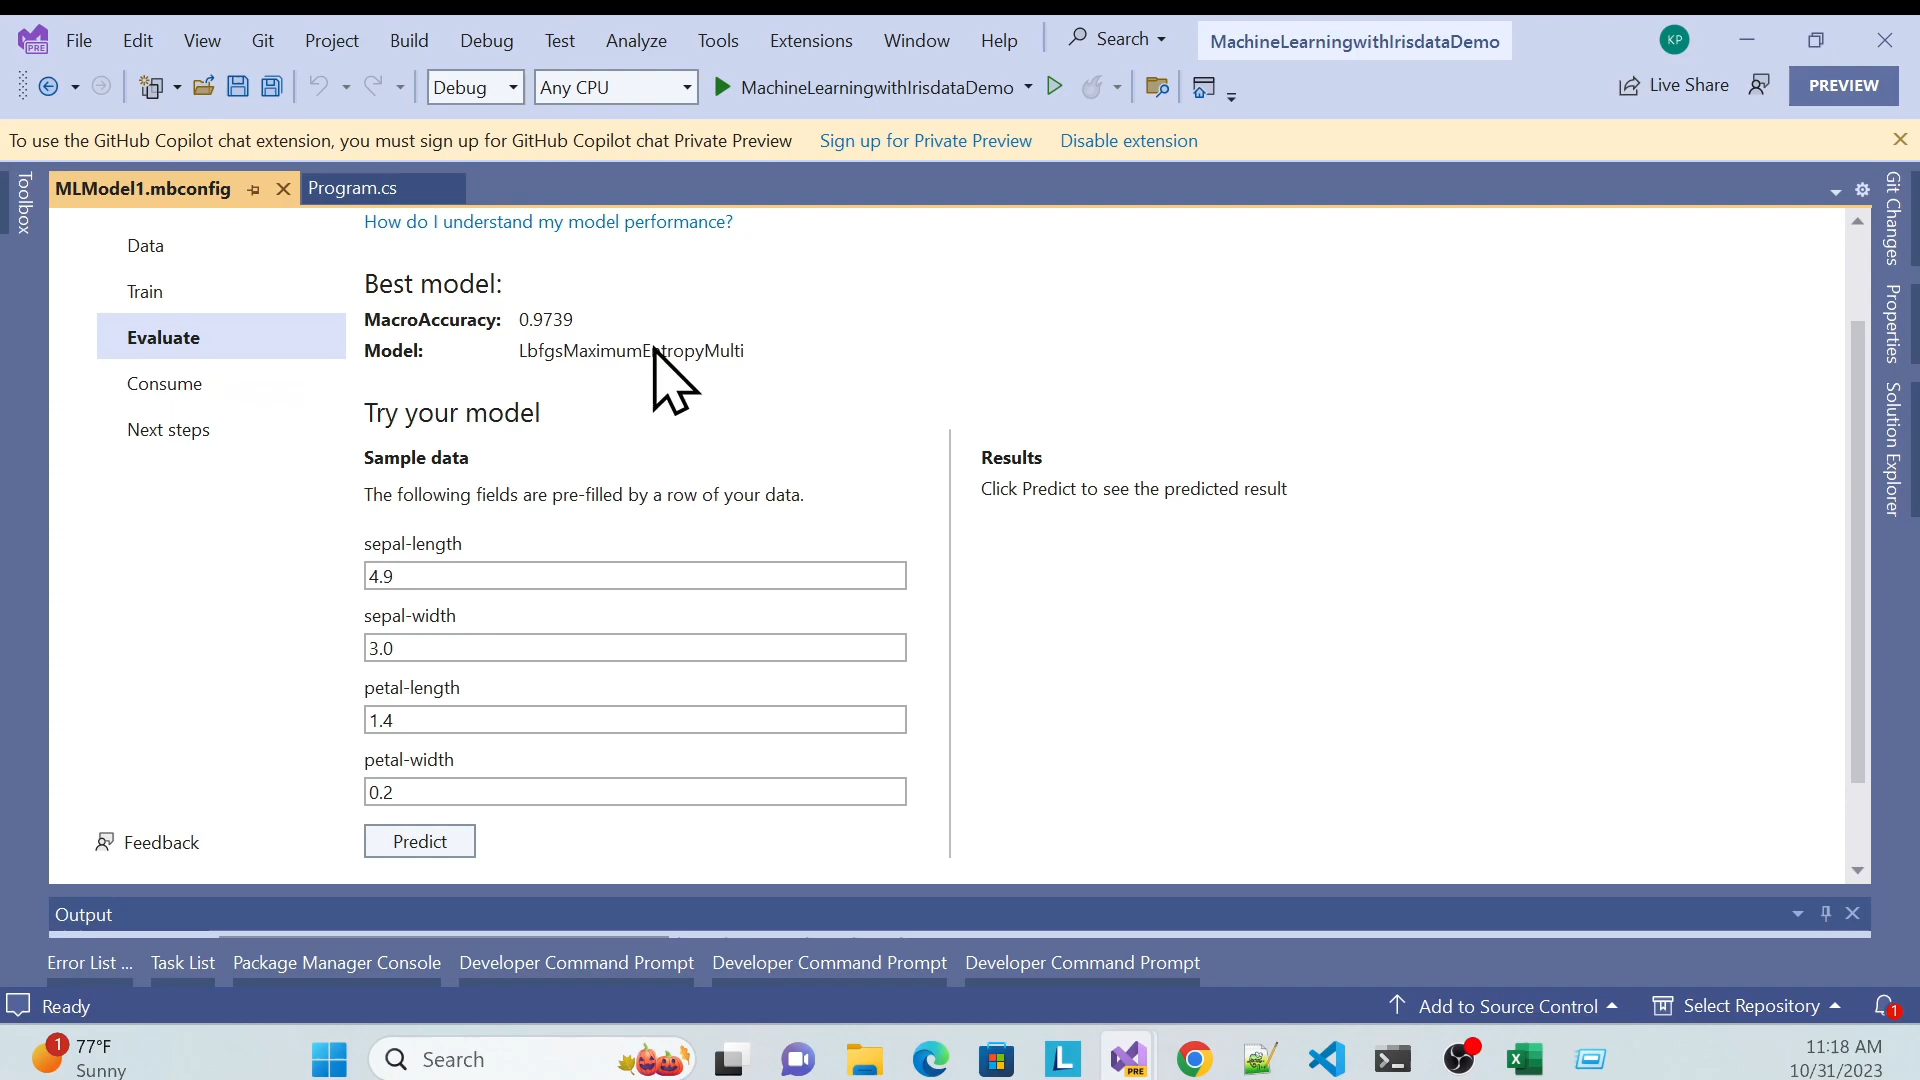 File Edit View Git Project Build Debug Test Analyze Tools Extensions Window Help Search MachineLearningwithIrisdataDemo KP
Debug Any CPU MachineLearningwithIrisdataDemo Live Share PREVIEW
To use the GitHub Copilot chat extension, you must sign up for GitHub Copilot chat Private Preview Sign up for Private Preview Disable extension
Toolbox
MLModel1.mbconfig Program.cs
Git Changes
Properties
Solution Explorer
Data
Train
Evaluate
Consume
Next steps
Feedback
How do I understand my model performance?
Best model:
MacroAccuracy: 0.9739
Model: LbfgsMaximumEntropyMulti
Try your model
Sample data
The following fields are pre-filled by a row of your data.
sepal-length
4.9
sepal-width
3.0
petal-length
1.4
petal-width
0.2
Predict
Results
Click Predict to see the predicted result
Output
Error List ... Task List Package Manager Console Developer Command Prompt Developer Command Prompt Developer Command Prompt
Ready Add to Source Control Select Repository 1
1 77°F
Sunny
Search
PRE
11:18 AM
10/31/2023